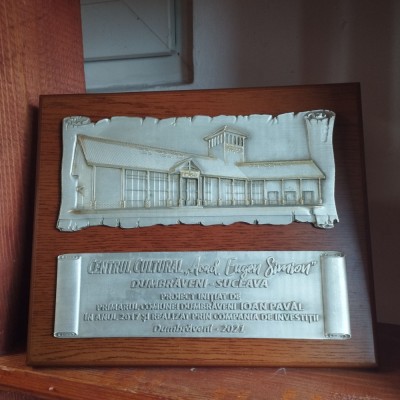 CENTRUL CULTURAL „Acad. Eugen Simion”
DUMBRĂVENI - SUCEAVA
PROIECT INIȚIAT DE
PRIMARUL COMUNEI DUMBRĂVENI IOAN PAVĂL
ÎN ANUL 2017 ȘI REALIZAT PRIN COMPANIA DE INVESTIȚII
Dumbrăveni - 2021